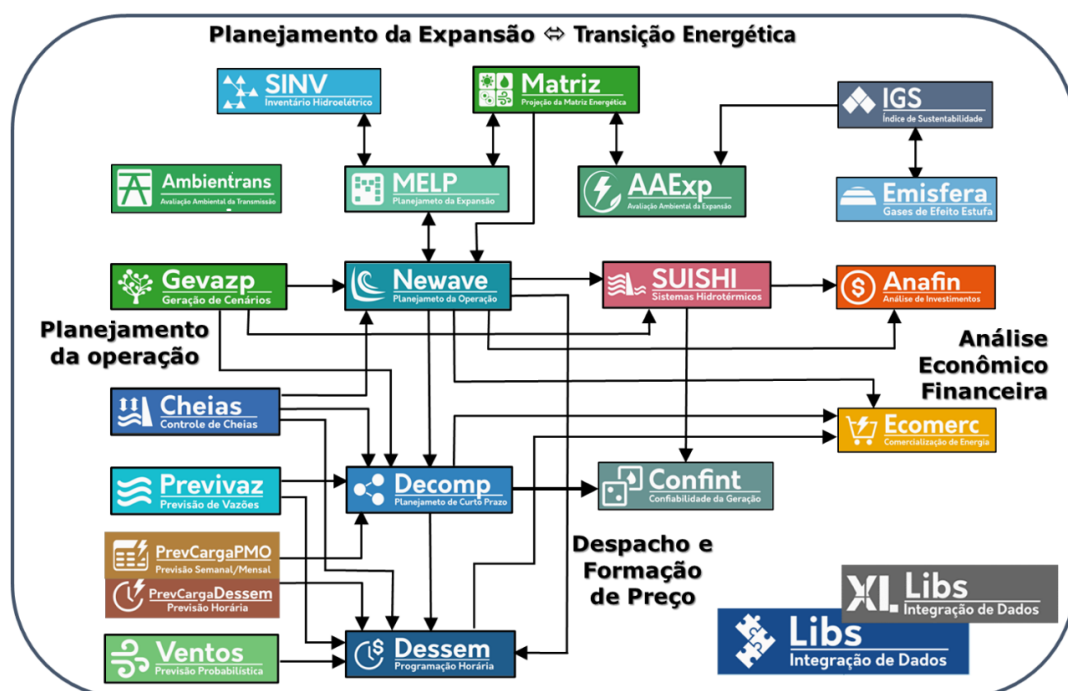 Planejamento da Expansão ⇔ Transição Energética
SINV
Inventário Hidroelétrico
Matriz
Projeção da Matriz Energética
IGS
Índice de Sustentabilidade
Ambientrans
Avaliação Ambiental da Transmissão
MELP
Planejameto da Expansão
AAExp
Avaliação Ambiental da Expansão
Emisfera
Gases de Efeito Estufa
Gevazp
Geração de Cenários
Newave
Planejameto da Operação
SUISHI
Sistemas Hidrotérmicos
Anafin
Análise de Investimentos
Planejamento
da operação
Análise
Econômico
Financeira
Cheias
Controle de Cheias
Ecomerc
Comercialização de Energia
Previvaz
Previsão de Vazões
Decomp
Planejameto de Curto Prazo
Confint
Confiabilidade da Geração
PrevCargaPMO
Previsão Semanal/Mensal
PrevCargaDessem
Previsão Horária
Despacho e
Formação
de Preço
XL Libs
Integração de Dados
Libs
Integração de Dados
Ventos
Previsão Probabilística
Dessem
Programação Horária